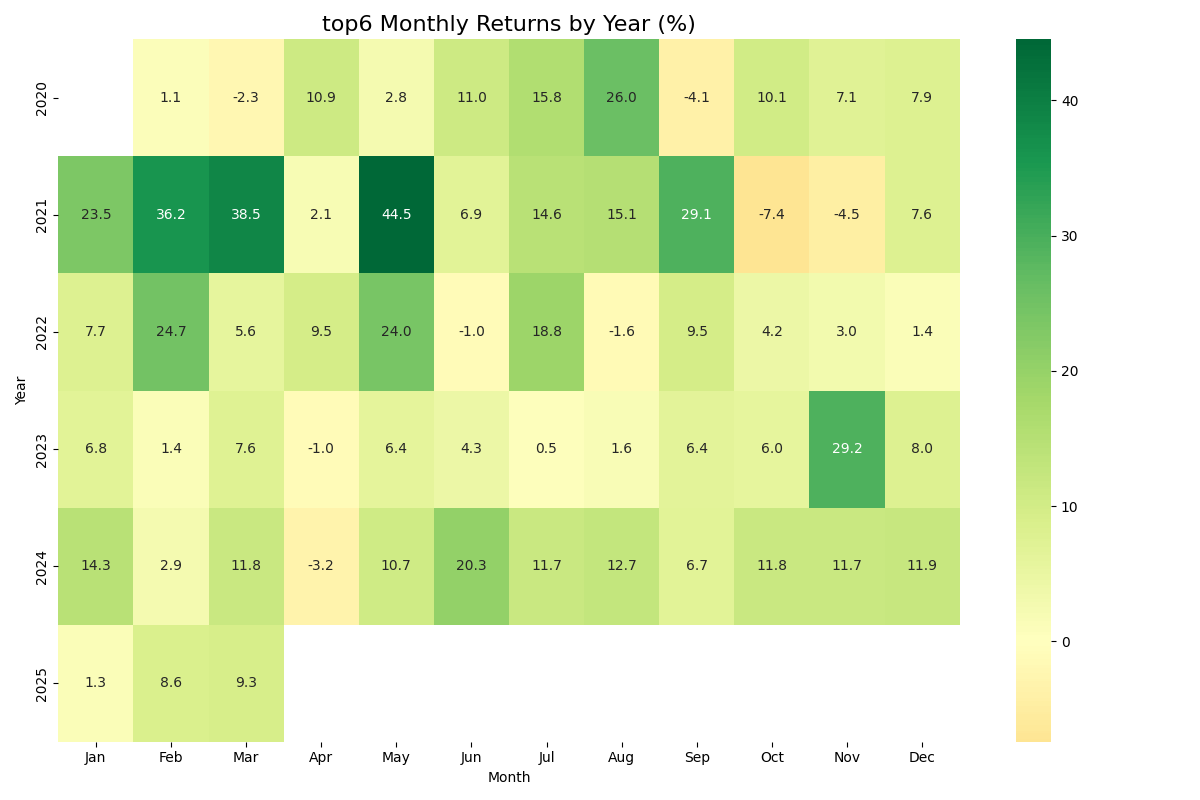 top6 Monthly Returns by Year (%)
2020 1.1 -2.3 10.9 2.8 11.0 15.8 26.0 -4.1 10.1 7.1 7.9
2021 23.5 36.2 38.5 2.1 44.5 6.9 14.6 15.1 29.1 -7.4 -4.5 7.6
2022 7.7 24.7 5.6 9.5 24.0 -1.0 18.8 -1.6 9.5 4.2 3.0 1.4
Year
2023 6.8 1.4 7.6 -1.0 6.4 4.3 0.5 1.6 6.4 6.0 29.2 8.0
2024 14.3 2.9 11.8 -3.2 10.7 20.3 11.7 12.7 6.7 11.8 11.7 11.9
2025 1.3 8.6 9.3
Jan Feb Mar Apr May Jun Jul Aug Sep Oct Nov Dec
Month
40
30
20
10
0